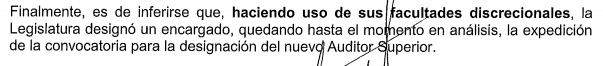 Finalmente, es de inferirse que, haciendo uso de sus facultades discrecionales, la
Legislatura designó un encargado, quedando hasta el momento en análisis, la expedición
de la convocatoria para la designación del nuevo Auditor Superior.